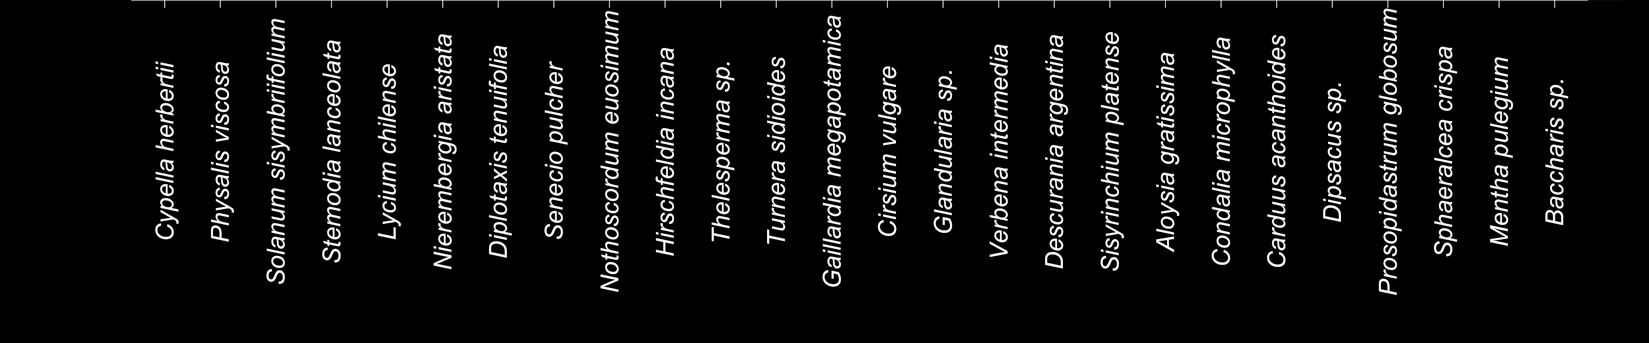 Cypella herbertii
Physalis viscosa
Solanum sisymbriifolium
Stemodia lanceolata
Lycium chilense
Nierembergia aristata
Diplotaxis tenuifolia
Senecio pulcher
Nothoscordum euosimum
Hirschfeldia incana
Thelesperma sp.
Turnera sidioides
Gaillardia megapotamica
Cirsium vulgare
Glandularia sp.
Verbena intermedia
Descurania argentina
Sisyrinchium platense
Aloysia gratissima
Condalia microphylla
Carduus acanthoides
Dipsacus sp.
Prosopidastrum globosum
Sphaeralcea crispa
Mentha pulegium
Baccharis sp.